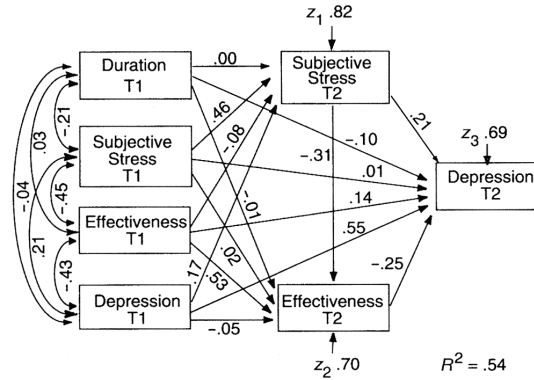 z1 .82
Duration
T1
.00
Subjective
Stress
T2
-.21
.46
-.08
-.10
.21
z3 .69
.03
Subjective
Stress
T1
-.31
.01
Depression
T2
-.04
-.45
Effectiveness
T1
-.01
.14
.21
.02
.55
-.43
.17
.53
-.25
Depression
T1
-.05
Effectiveness
T2
z2 .70
R2 = .54